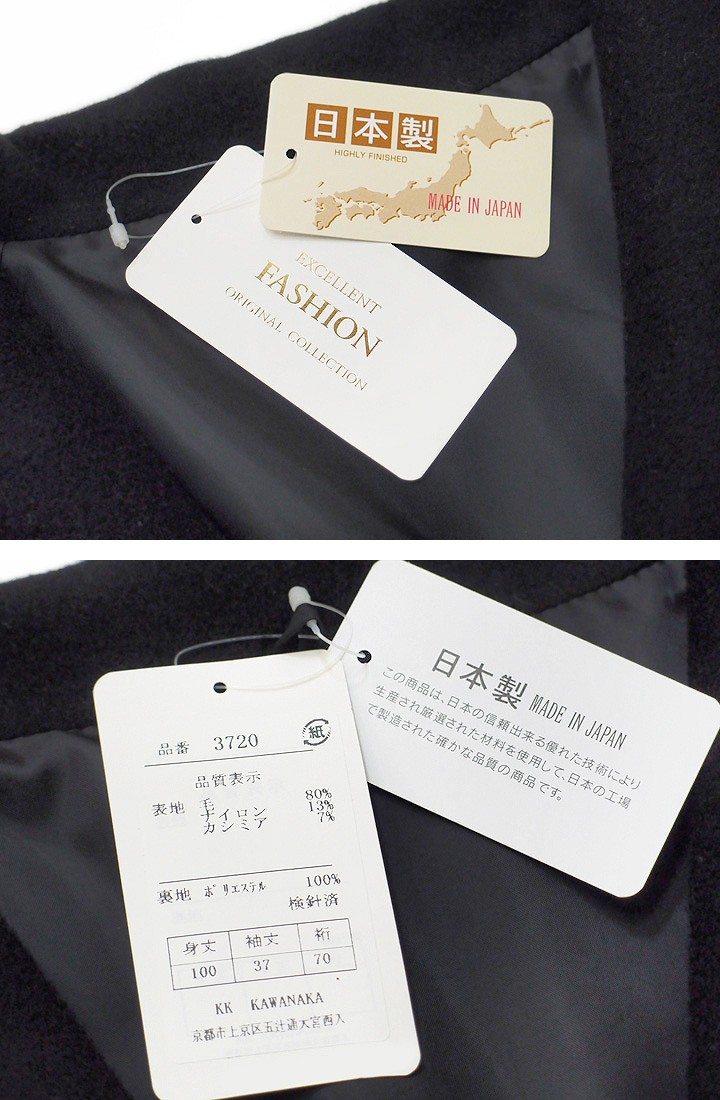 日本製
HIGHLY FINISHED
MADE IN JAPAN
EXCELLENT
FASHION
ORIGINAL COLLECTION
日本製 MADE IN JAPAN
この商品は、日本の信頼出来る優れた技術により
生産され厳選された材料を使用して、日本の工場
で製造された確かな品質の商品です。
品番 3720
紙
品質表示
表地 毛 80%
ナイロン 13%
カシミア 7%
裏地 ポリエステル 100%
検針済
身丈 袖丈 裄
100 37 70
KK KAWANAKA
京都市上京区五辻通大宮西入